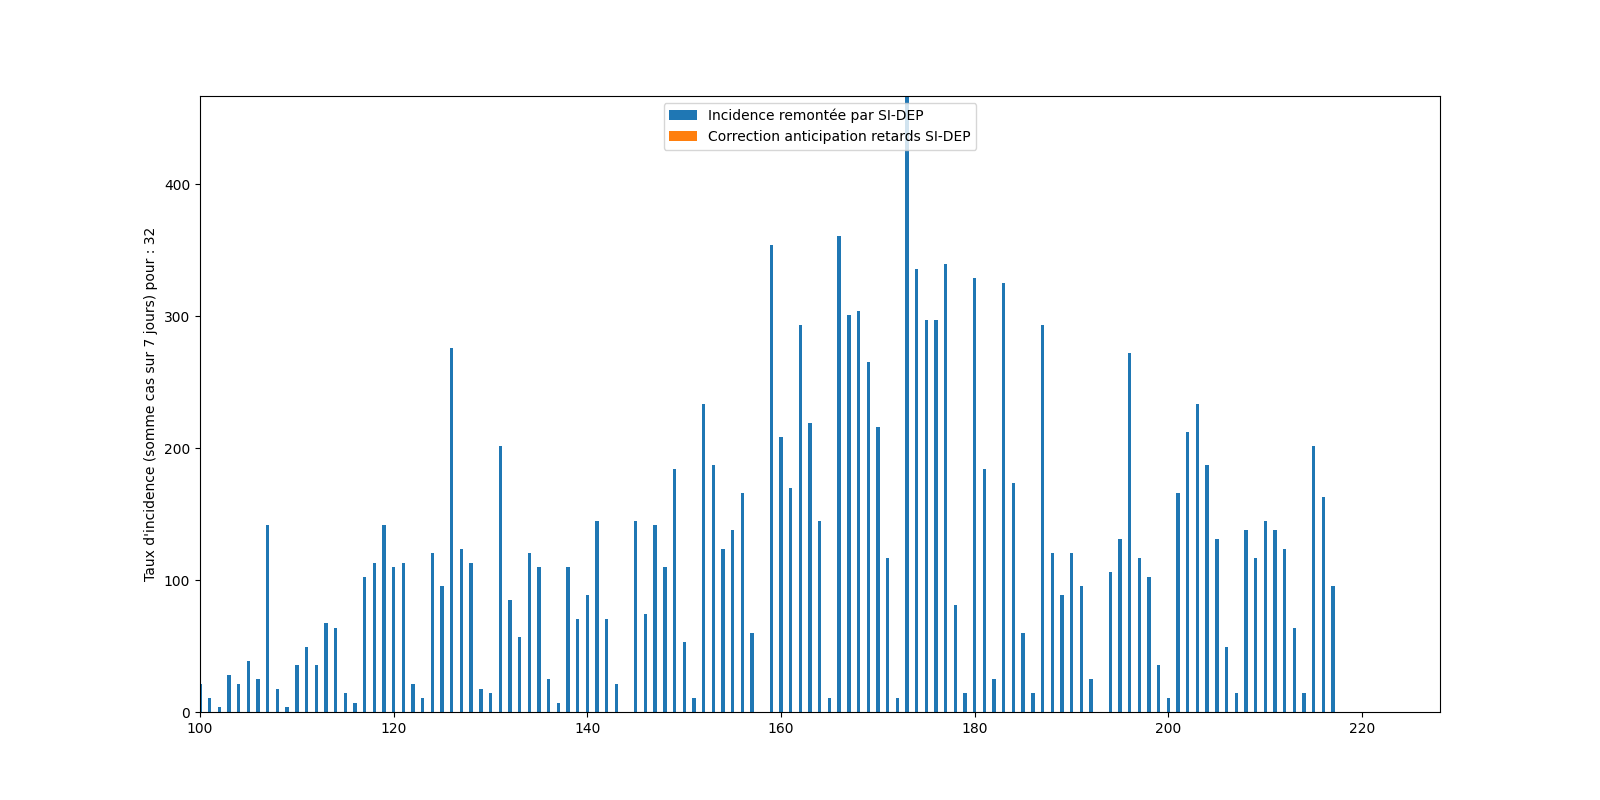 Incidence remontée par SI-DEP
Correction anticipation retards SI-DEP
Taux d'incidence (somme cas sur 7 jours) pour : 32
400
300
200
100
0
100 120 140 160 180 200 220